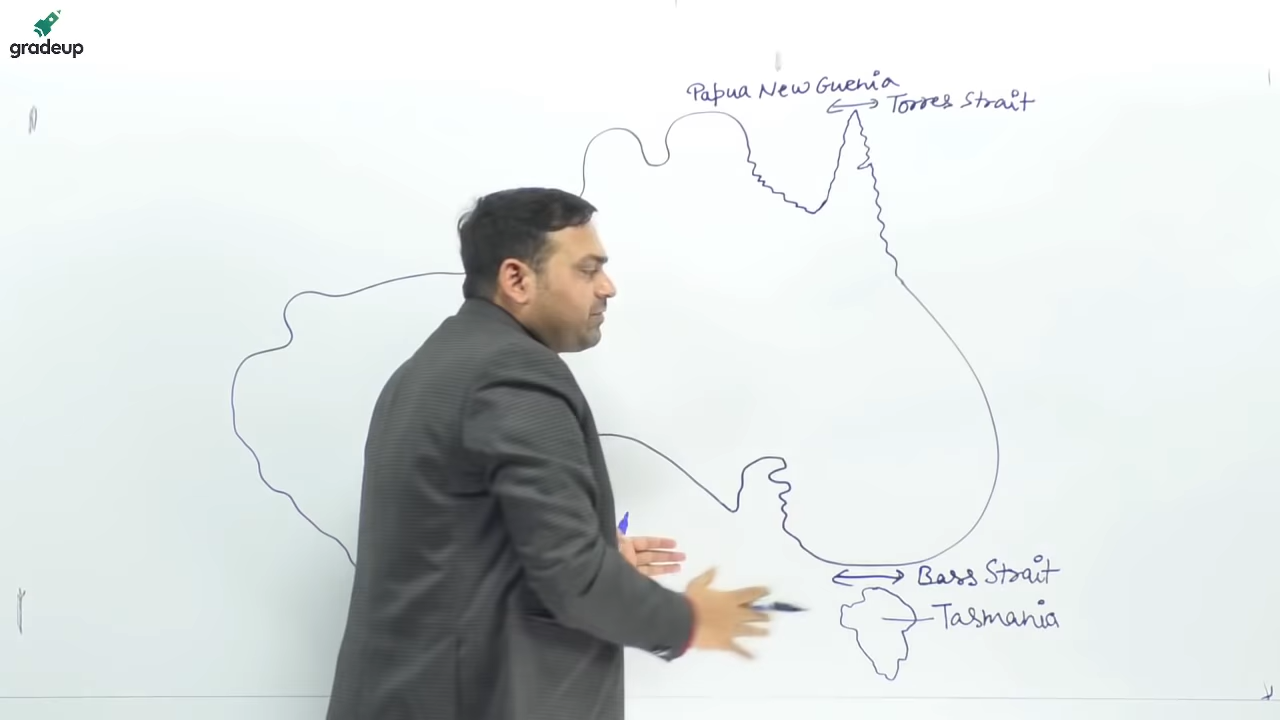 gradeup
Papua New Guenia
Torres Strait
Bass Strait
Tasmania